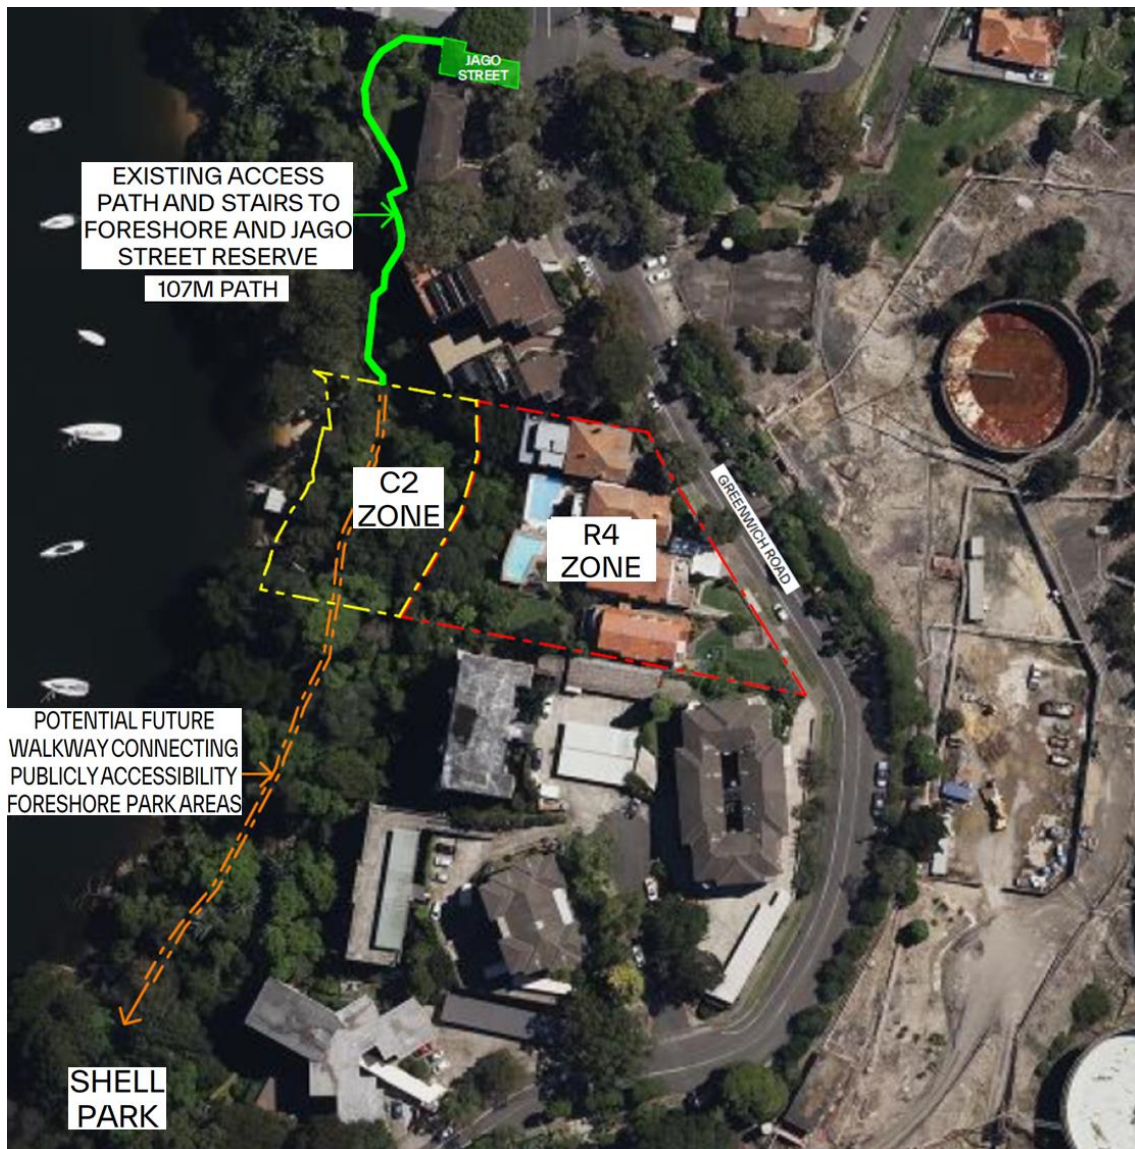 JAGO
STREET
EXISTING ACCESS
PATH AND STAIRS TO
FORESHORE AND JAGO
STREET RESERVE
107M PATH
C2
ZONE
R4
ZONE
GREENWICH ROAD
POTENTIAL FUTURE
WALKWAY CONNECTING
PUBLICLY ACCESSIBILITY
FORESHORE PARK AREAS
SHELL
PARK